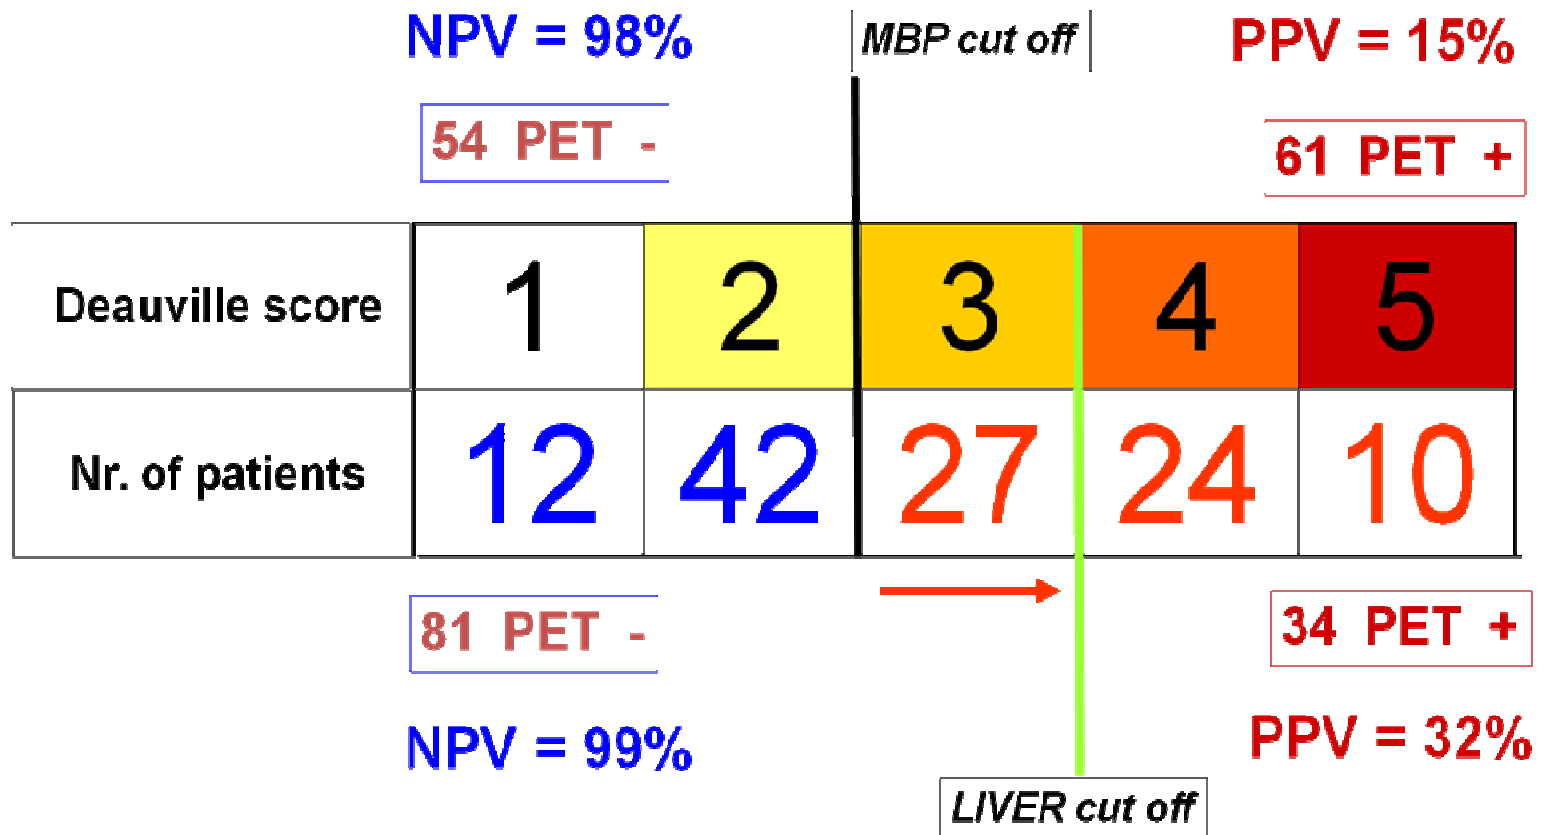 NPV = 98%
MBP cut off
PPV = 15%
54 PET -
61 PET +
Deauville score 1 2 3 4 5
Nr. of patients 12 42 27 24 10
81 PET -
34 PET +
NPV = 99%
PPV = 32%
LIVER cut off